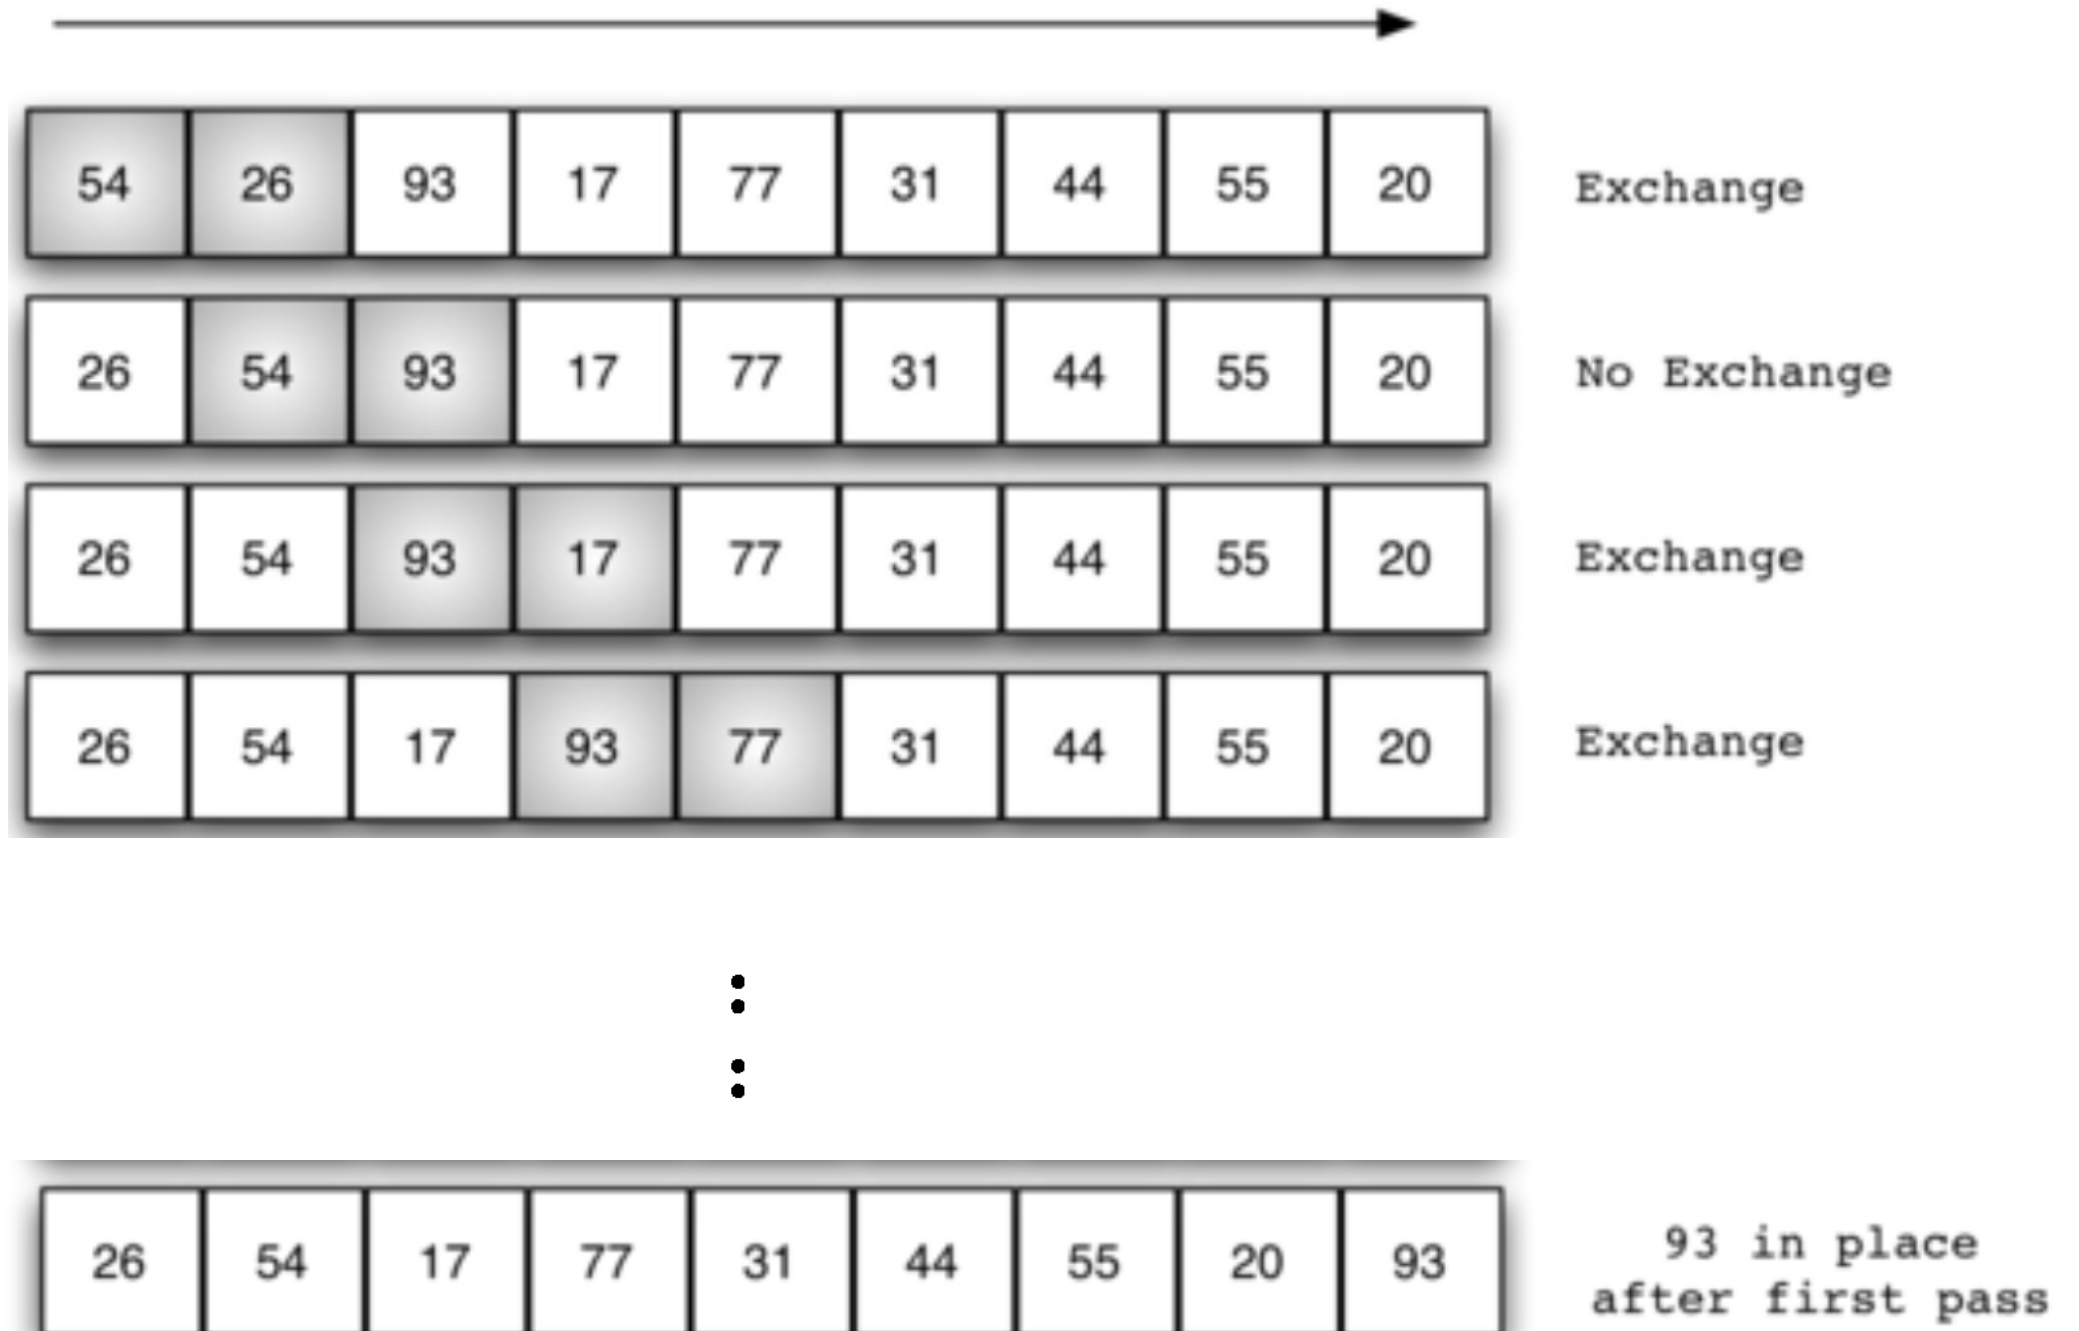 54 26 93 17 77 31 44 55 20 Exchange
26 54 93 17 77 31 44 55 20 No Exchange
26 54 93 17 77 31 44 55 20 Exchange
26 54 17 93 77 31 44 55 20 Exchange
26 54 17 77 31 44 55 20 93 93 in place
after first pass